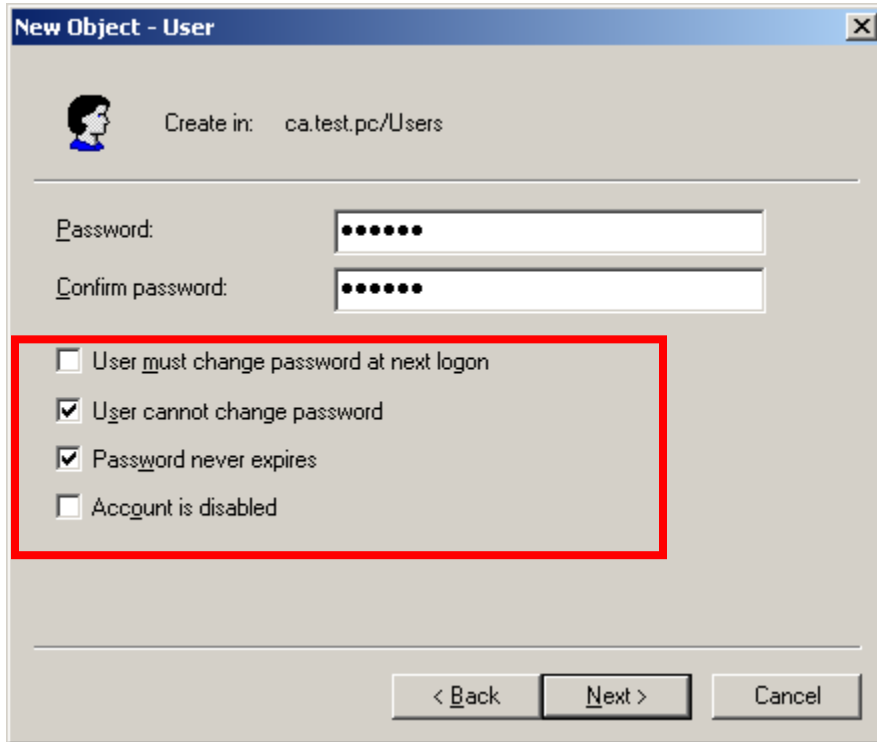 New Object - User
Create in: ca.test.pc/Users
Password: ●●●●●●
Confirm password: ●●●●●●
User must change password at next logon
User cannot change password
Password never expires
Account is disabled
< Back Next > Cancel